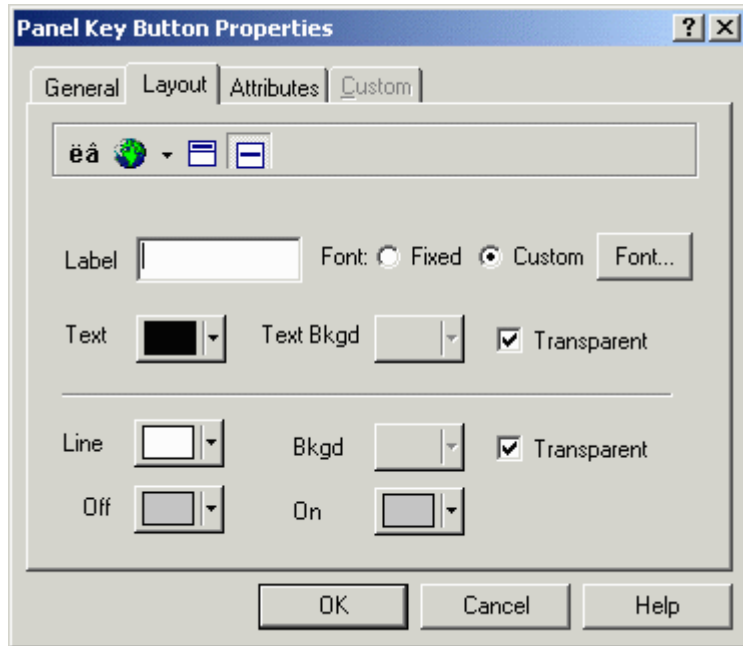 Panel Key Button Properties
General Layout Attributes Custom
ëâ
Label Font: Fixed Custom Font...
Text Text Bkgd Transparent
Line Bkgd Transparent
Off On
OK Cancel Help